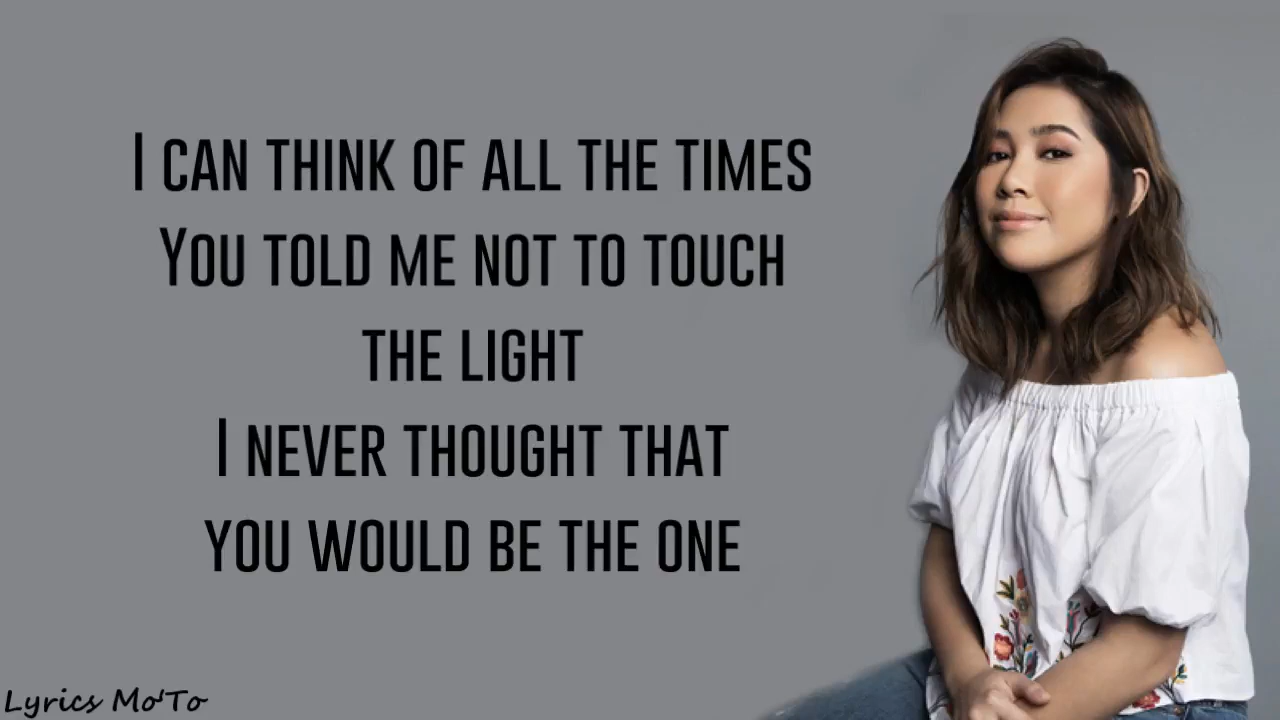 I CAN THINK OF ALL THE TIMES
YOU TOLD ME NOT TO TOUCH
THE LIGHT
I NEVER THOUGHT THAT
YOU WOULD BE THE ONE
Lyrics Mo'To